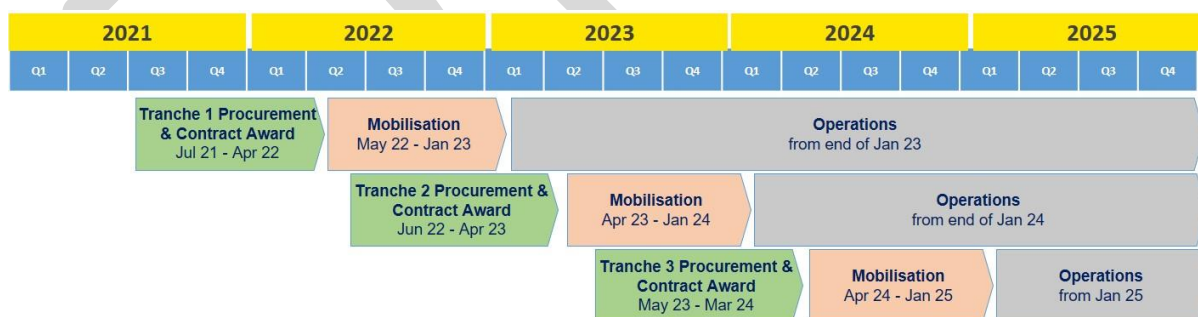 2021 2022 2023 2024 2025
Q1 Q2 Q3 Q4 Q1 Q2 Q3 Q4 Q1 Q2 Q3 Q4 Q1 Q2 Q3 Q4 Q1 Q2 Q3 Q4
Tranche 1 Procurement
& Contract Award
Jul 21 - Apr 22
Mobilisation
May 22 - Jan 23
Operations
from end of Jan 23
Tranche 2 Procurement &
Contract Award
Jun 22 - Apr 23
Mobilisation
Apr 23 - Jan 24
Operations
from end of Jan 24
Tranche 3 Procurement &
Contract Award
May 23 - Mar 24
Mobilisation
Apr 24 - Jan 25
Operations
from Jan 25